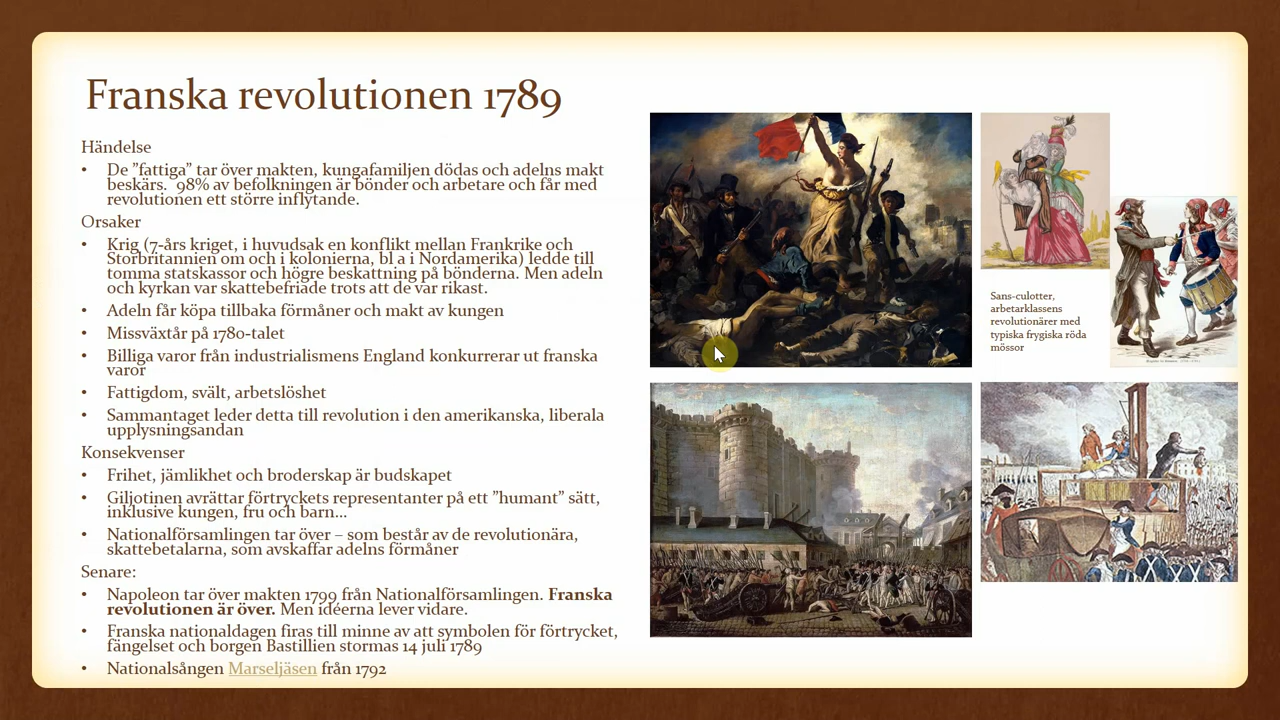 Franska revolutionen 1789
Händelse
• De ”fattiga” tar över makten, kungafamiljen dödas och adelns makt
beskärs.  98% av befolkningen är bönder och arbetare och får med
revolutionen ett större inflytande.
Orsaker
• Krig (7-års kriget, i huvudsak en konflikt mellan Frankrike och
Storbritannien om och i kolonierna, bl a i Nordamerika) ledde till
tomma statskassor och högre beskattning på bönderna. Men adeln
och kyrkan var skattebefriade trots att de var rikast.
• Adeln får köpa tillbaka förmåner och makt av kungen
• Missväxtår på 1780-talet
• Billiga varor från industrialismens England konkurrerar ut franska
varor
• Fattigdom, svält, arbetslöshet
• Sammantaget leder detta till revolution i den amerikanska, liberala
upplysningsandan
Konsekvenser
• Frihet, jämlikhet och broderskap är budskapet
• Giljotinen avrättar förtryckets representanter på ett ”humant” sätt,
inklusive kungen, fru och barn…
• Nationalförsamlingen tar över – som består av de revolutionära,
skattebetalarna, som avskaffar adelns förmåner
Senare:
• Napoleon tar över makten 1799 från Nationalförsamlingen. Franska
revolutionen är över. Men idéerna lever vidare.
• Franska nationaldagen firas till minne av att symbolen för förtrycket,
fängelset och borgen Bastillien stormas 14 juli 1789
• Nationalsången Marseljäsen från 1792
Sans-culotter,
arbetarklassens
revolutionärer med
typiska frygiska röda
mössor